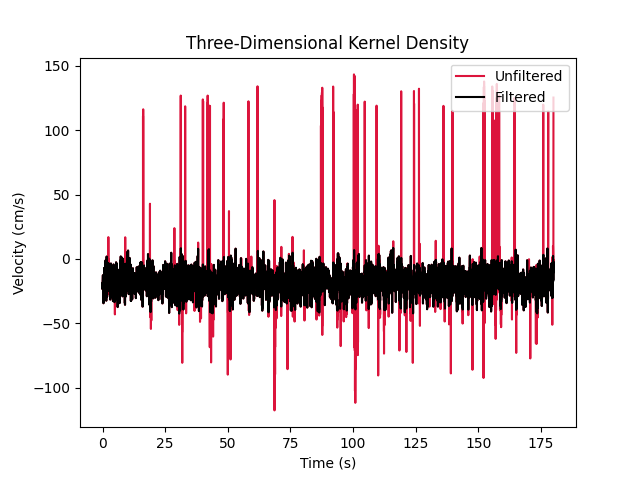 Three-Dimensional Kernel Density
Unfiltered
Filtered
150
100
50
0
−50
−100
Velocity (cm/s)
0 25 50 75 100 125 150 175
Time (s)